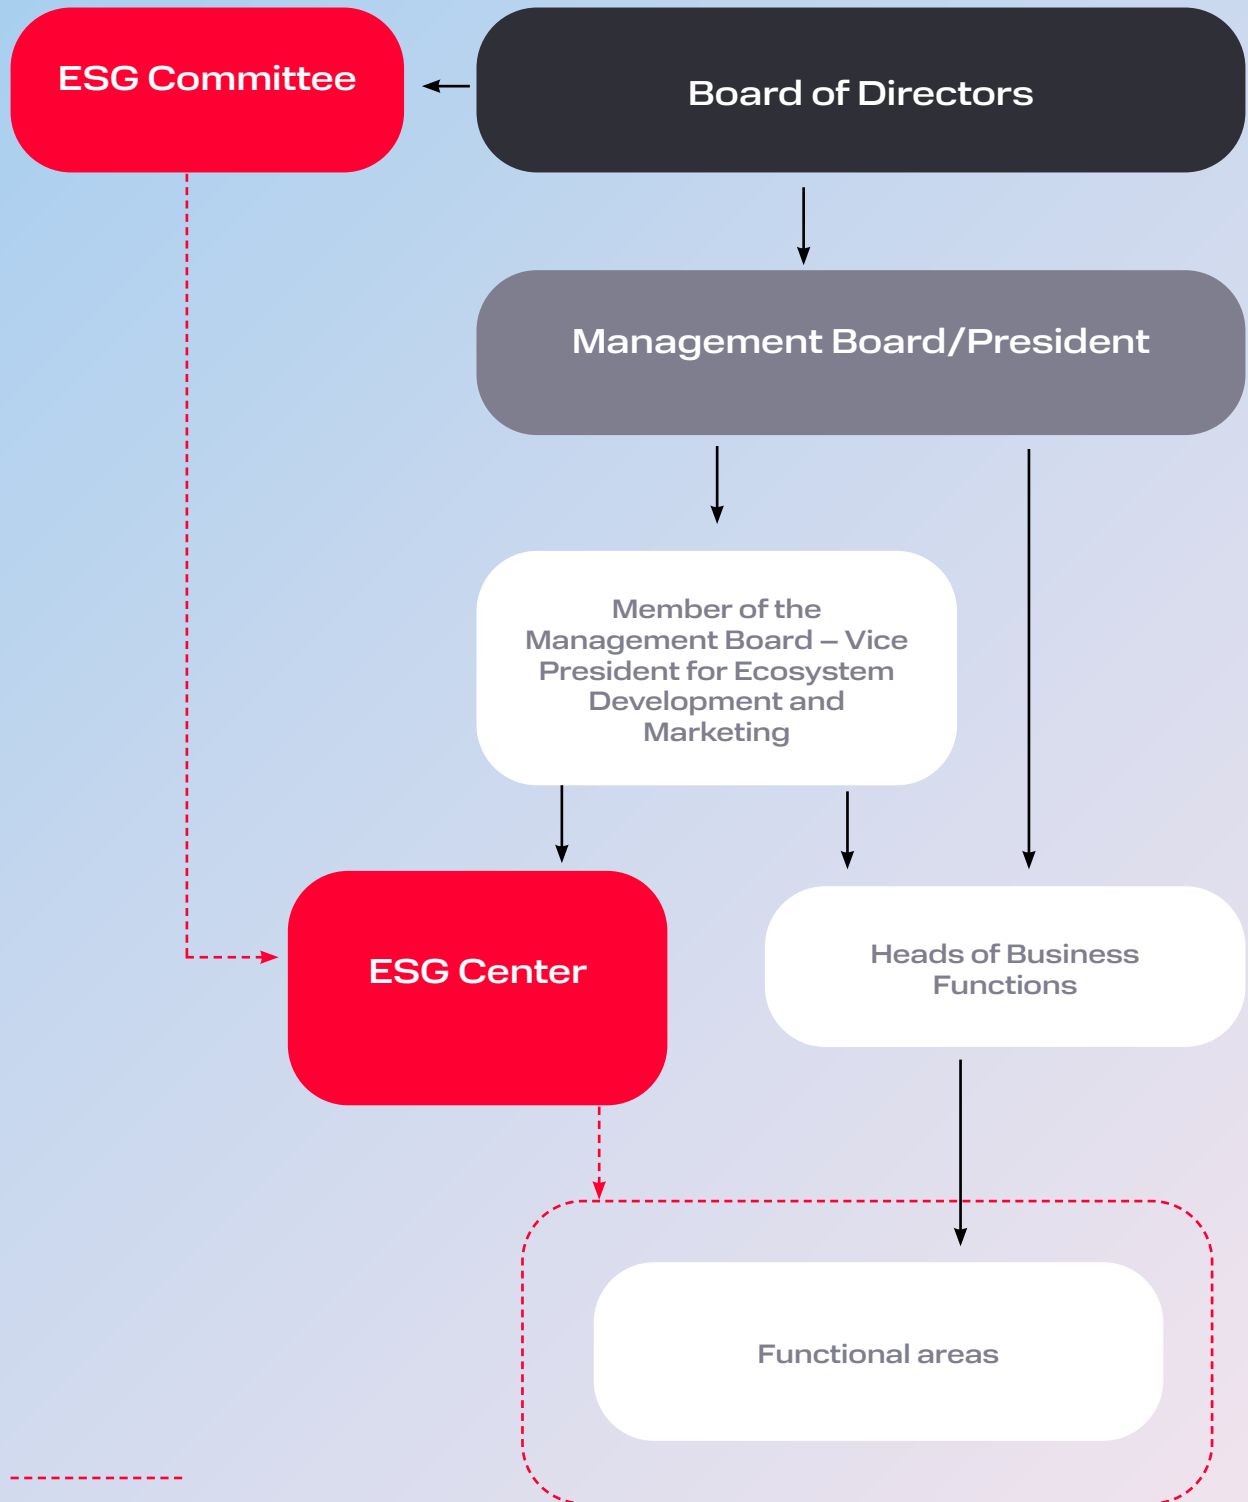 ESG Committee
Board of Directors
Management Board/President
Member of the
Management Board – Vice
President for Ecosystem
Development and
Marketing
ESG Center
Heads of Business
Functions
Functional areas